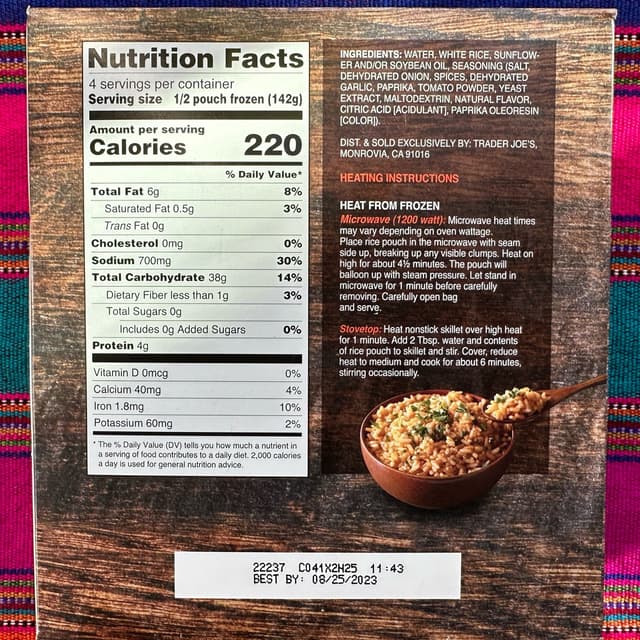 Nutrition Facts
4 servings per container
Serving size 1/2 pouch frozen (142g)
Amount per serving
Calories 220
% Daily Value*
Total Fat 6g 8%
Saturated Fat 0.5g 3%
Trans Fat 0g
Cholesterol 0mg 0%
Sodium 700mg 30%
Total Carbohydrate 38g 14%
Dietary Fiber less than 1g 3%
Total Sugars 0g
Includes 0g Added Sugars 0%
Protein 4g
Vitamin D 0mcg 0%
Calcium 40mg 4%
Iron 1.8mg 10%
Potassium 60mg 2%
* The % Daily Value (DV) tells you how much a nutrient in
a serving of food contributes to a daily diet. 2,000 calories
a day is used for general nutrition advice.
INGREDIENTS: WATER, WHITE RICE, SUNFLOW-
ER AND/OR SOYBEAN OIL, SEASONING (SALT,
DEHYDRATED ONION, SPICES, DEHYDRATED
GARLIC, PAPRIKA, TOMATO POWDER, YEAST
EXTRACT, MALTODEXTRIN, NATURAL FLAVOR,
CITRIC ACID [ACIDULANT], PAPRIKA OLEORESIN
[COLOR]).
DIST. & SOLD EXCLUSIVELY BY: TRADER JOE'S,
MONROVIA, CA 91016
HEATING INSTRUCTIONS
HEAT FROM FROZEN
Microwave (1200 watt): Microwave heat times
may vary depending on oven wattage.
Place rice pouch in the microwave with seam
side up, breaking up any visible clumps. Heat on
high for about 4½ minutes. The pouch will
balloon up with steam pressure. Let stand in
microwave for 1 minute before carefully
removing. Carefully open bag
and serve.
Stovetop: Heat nonstick skillet over high heat
for 1 minute. Add 2 Tbsp. water and contents
of rice pouch to skillet and stir. Cover, reduce
heat to medium and cook for about 6 minutes,
stirring occasionally.
22237 C041X2H25 11:43
BEST BY: 08/25/2023